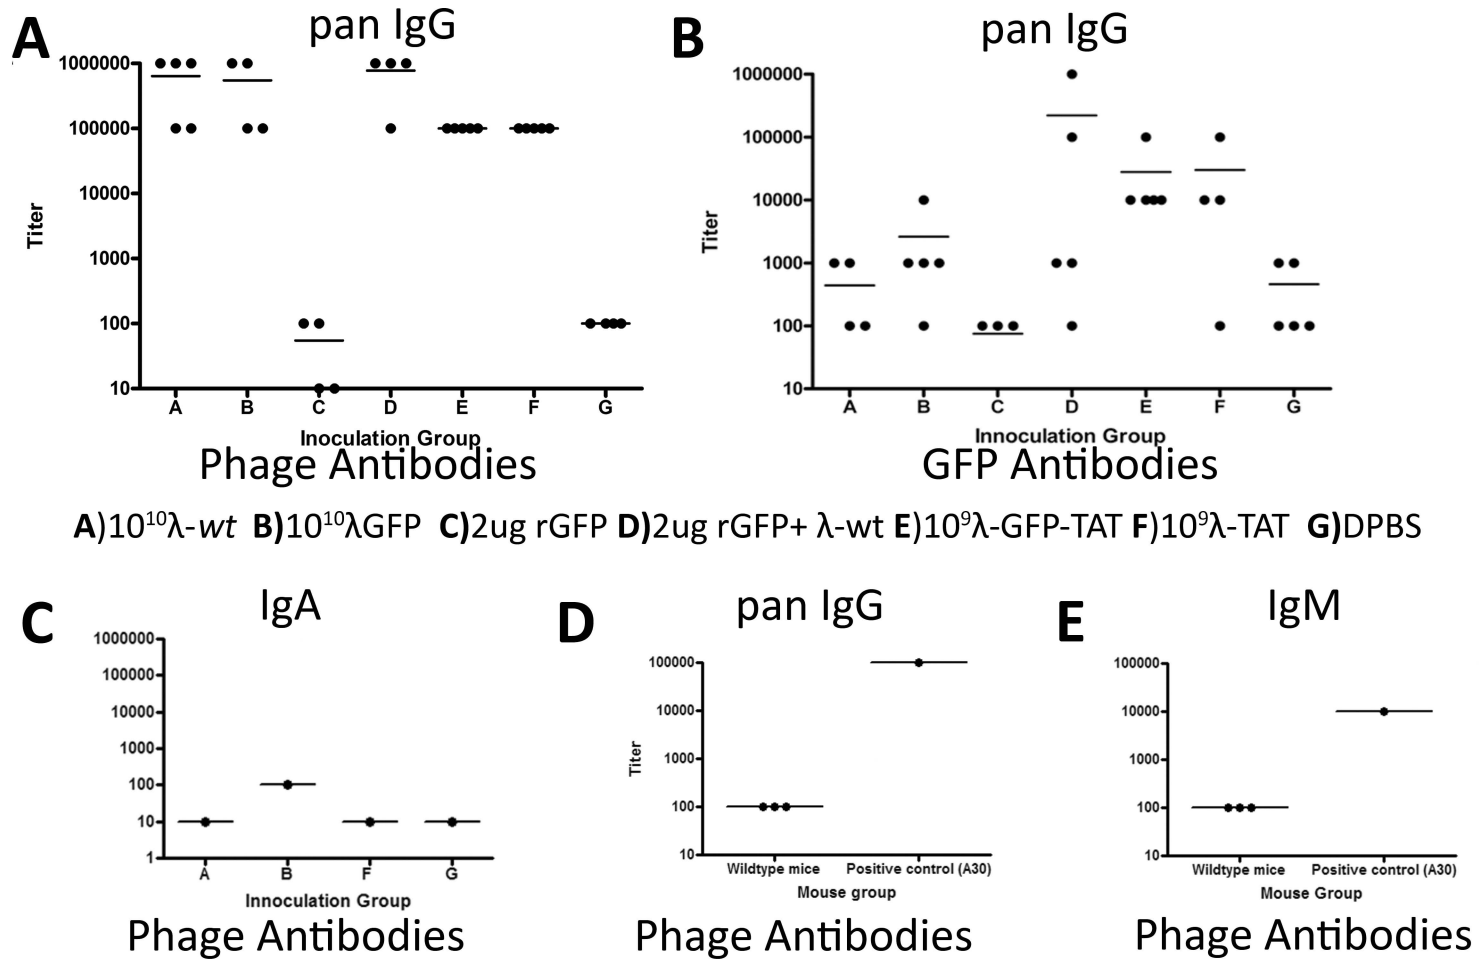 A
pan IgG
1000000
100000
10000
1000
100
10
Titer
A B C D E F G
Inoculation Group
Phage Antibodies
B
pan IgG
1000000
100000
10000
1000
100
10
Titer
A B C D E F G
Innoculation Group
GFP Antibodies
A)10¹⁰λ-wt B)10¹⁰λGFP C)2ug rGFP D)2ug rGFP+ λ-wt E)10⁹λ-GFP-TAT F)10⁹λ-TAT G)DPBS
C
IgA
1000000
100000
10000
1000
100
10
1
A B F G
Innoculation Group
Phage Antibodies
D
pan IgG
100000
10000
1000
100
10
Titer
Wildtype mice Positive control (A30)
Mouse group
Phage Antibodies
E
IgM
100000
10000
1000
100
10
Wildtype mice Positive control (A30)
Mouse Group
Phage Antibodies